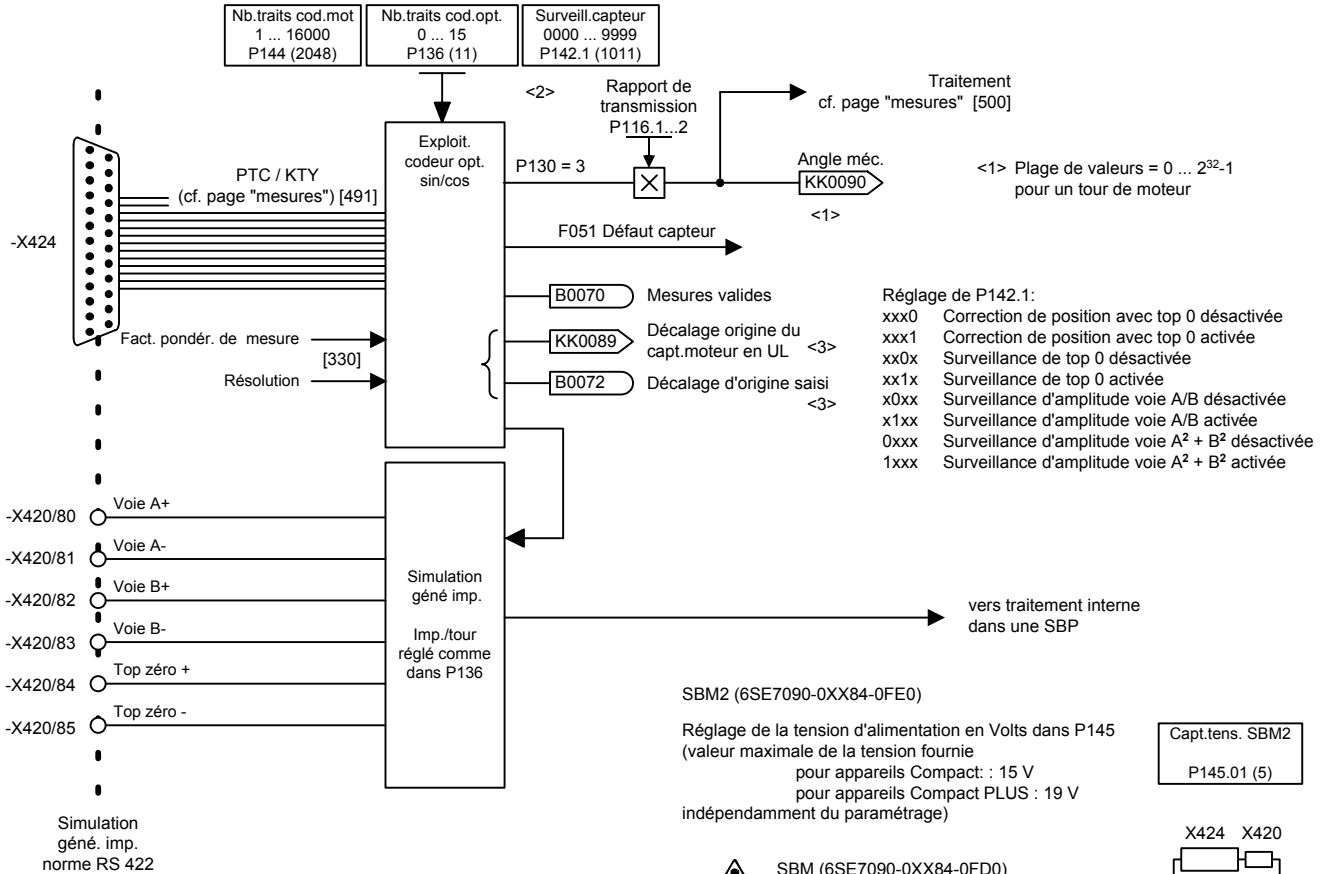 Nb.traits cod.mot
1 ... 16000
P144 (2048)
Nb.traits cod.opt.
0 ... 15
P136 (11)
Surveill.capteur
0000 ... 9999
P142.1 (1011)
<2>
Rapport de
transmission
P116.1...2
Traitement
cf. page "mesures" [500]
Exploit.
codeur opt.
sin/cos
P130 = 3
Angle méc.
KK0090
<1>
<1> Plage de valeurs = 0 ... 2³²-1
pour un tour de moteur
PTC / KTY
(cf. page "mesures") [491]
-X424
F051 Défaut capteur
B0070 Mesures valides
KK0089
Décalage origine du
capt.moteur en UL <3>
B0072 Décalage d'origine saisi
<3>
Fact. pondér. de mesure
[330]
Résolution
Réglage de P142.1:
xxx0 Correction de position avec top 0 désactivée
xxx1 Correction de position avec top 0 activée
xx0x Surveillance de top 0 désactivée
xx1x Surveillance de top 0 activée
x0xx Surveillance d'amplitude voie A/B désactivée
x1xx Surveillance d'amplitude voie A/B activée
0xxx Surveillance d'amplitude voie A² + B² désactivée
1xxx Surveillance d'amplitude voie A² + B² activée
-X420/80 Voie A+
-X420/81 Voie A-
-X420/82 Voie B+
-X420/83 Voie B-
-X420/84 Top zéro +
-X420/85 Top zéro -
Simulation
géné imp.
Imp./tour
réglé comme
dans P136
vers traitement interne
dans une SBP
Simulation
géné. imp.
norme RS 422
SBM2 (6SE7090-0XX84-0FE0)
Réglage de la tension d'alimentation en Volts dans P145
(valeur maximale de la tension fournie
pour appareils Compact: : 15 V
pour appareils Compact PLUS : 19 V
indépendamment du paramétrage)
Capt.tens. SBM2
P145.01 (5)
X424 X420
SBM (6SE7090-0XX84-0FD0)